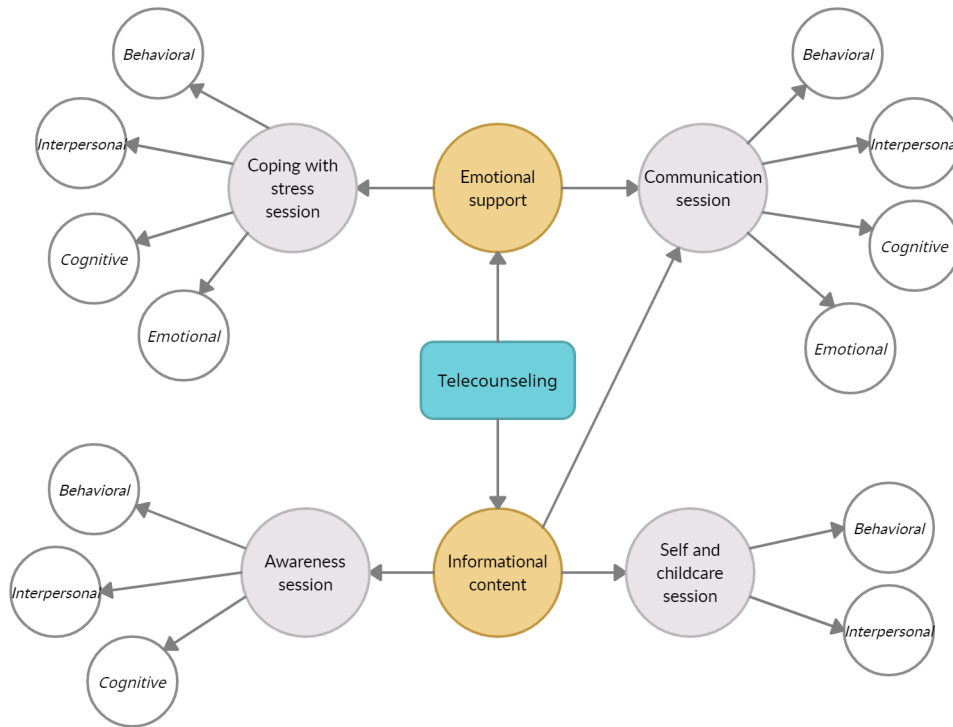 Behavioral
Interpersonal
Cognitive
Emotional
Coping with
stress
session
Emotional
support
Communication
session
Behavioral
Interpersonal
Cognitive
Emotional
Telecounseling
Behavioral
Interpersonal
Cognitive
Awareness
session
Informational
content
Self and
childcare
session
Behavioral
Interpersonal